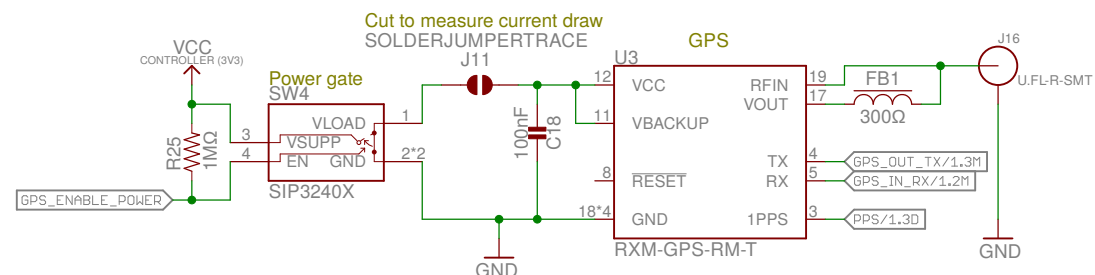 Cut to measure current draw
SOLDERJUMPERTRACE
J11
GPS
J16
U.FL-R-SMT
VCC
CONTROLLER (3V3)
Power gate
SW4
U3
R25
1MΩ
3
4
VLOAD
VSUPP
EN
GND
1
2*2
SIP3240X
GPS_ENABLE_POWER
100nF
C18
12
11
8
18*4
VCC
VBACKUP
RESET
GND
RFIN
VOUT
TX
RX
1PPS
19
17
4
5
3
FB1
300Ω
GPS_OUT_TX/1.3M
GPS_IN_RX/1.2M
PPS/1.3D
RXM-GPS-RM-T
GND
GND